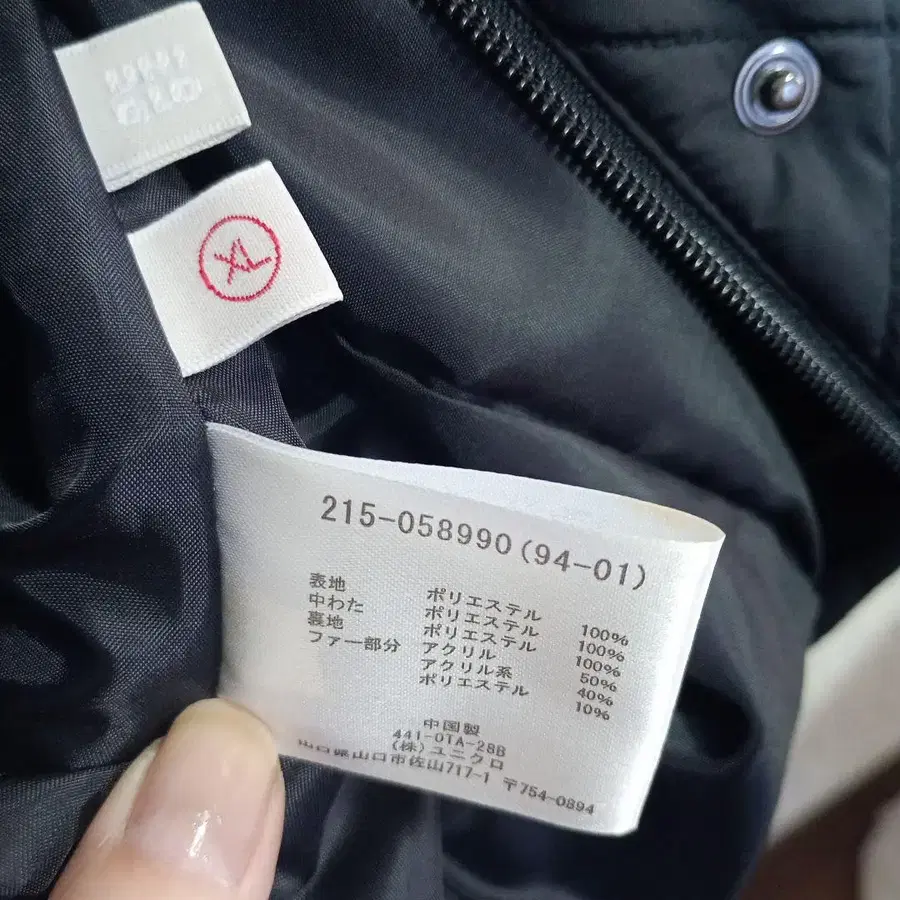 XL
215-058990(94-01)
表地 ポリエステル 100%
中わた ポリエステル 100%
裏地 ポリエステル 100%
ファー部分 アクリル 50%
アクリル系 40%
ポリエステル 10%
中国製
441-0TA-28B
(株)ユニクロ
山口県山口市佐山717-1 〒754-0894